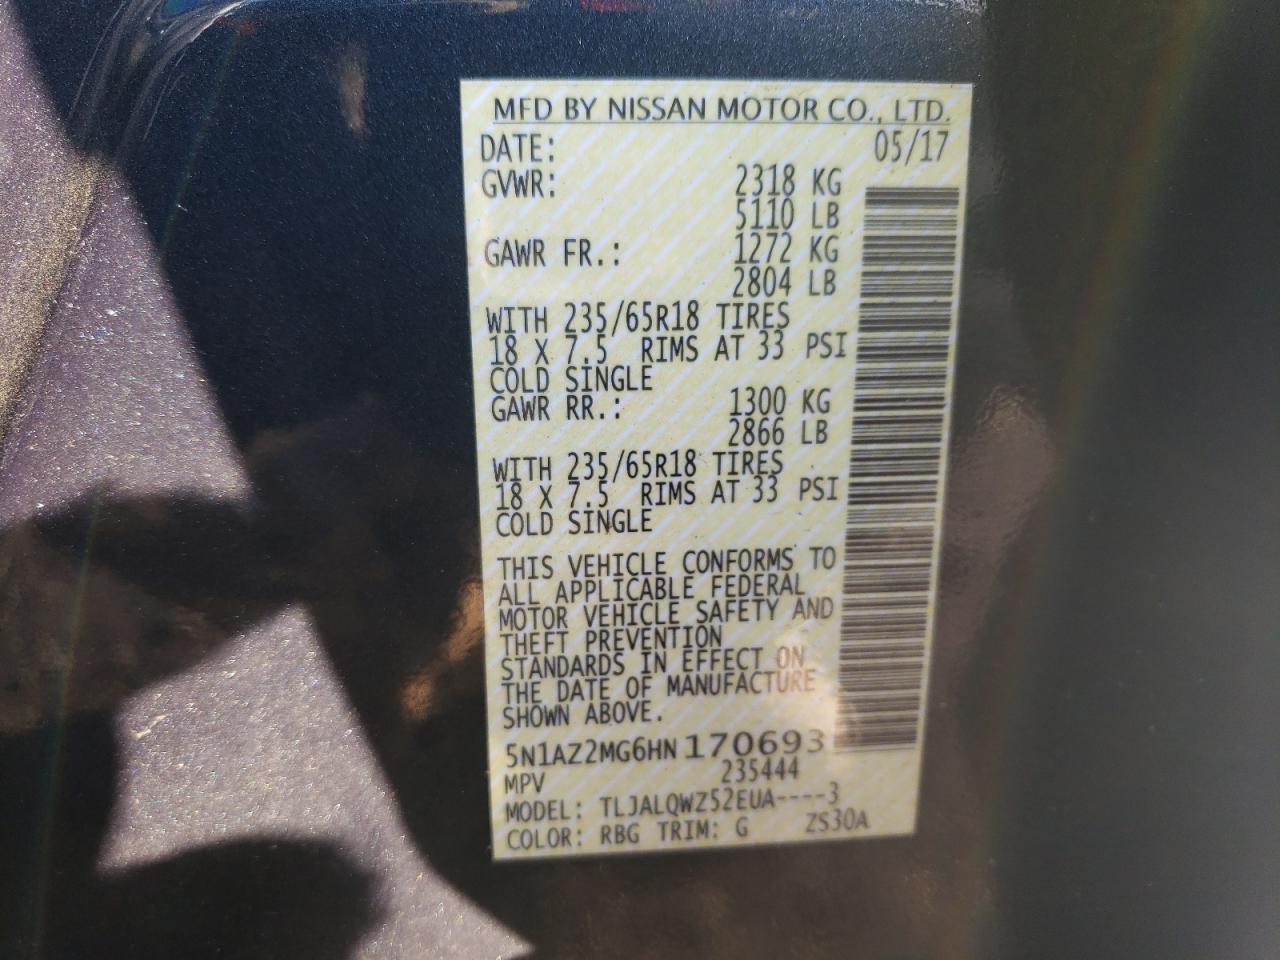 MFD BY NISSAN MOTOR CO., LTD.
DATE: 05/17
GVWR: 2318 KG
5110 LB
GAWR FR.: 1272 KG
2804 LB
WITH 235/65R18 TIRES
18 X 7.5 RIMS AT 33 PSI
COLD SINGLE
GAWR RR.: 1300 KG
2866 LB
WITH 235/65R18 TIRES
18 X 7.5 RIMS AT 33 PSI
COLD SINGLE
THIS VEHICLE CONFORMS TO
ALL APPLICABLE FEDERAL
MOTOR VEHICLE SAFETY AND
THEFT PREVENTION
STANDARDS IN EFFECT ON
THE DATE OF MANUFACTURE
SHOWN ABOVE.
5N1AZ2MG6HN170693
MPV 235444
MODEL: TLJALQWZ52EUA----3
COLOR: RBG TRIM: G ZS30A